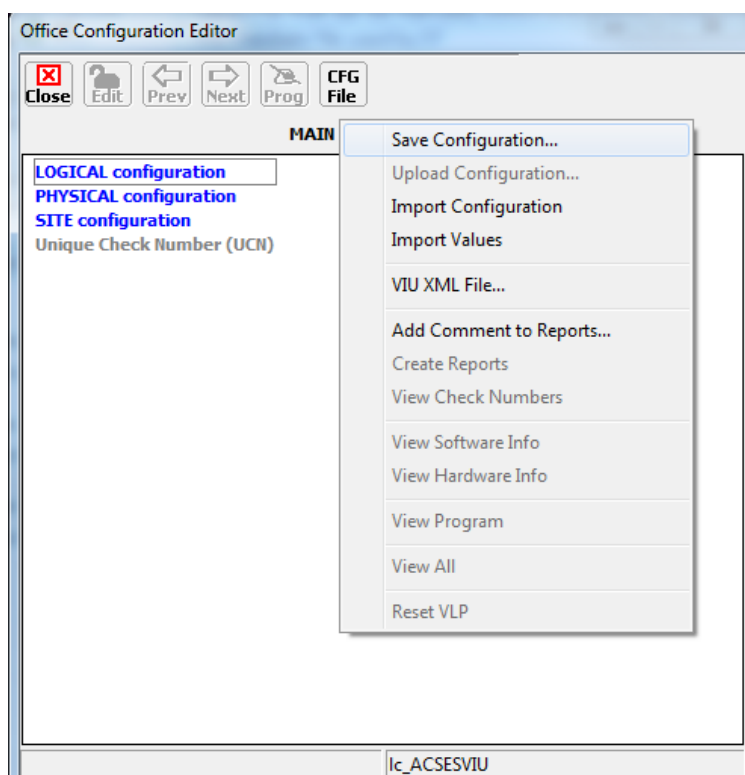 Office Configuration Editor
Close Edit Prev Next Prog CFG File
MAIN
LOGICAL configuration
PHYSICAL configuration
SITE configuration
Unique Check Number (UCN)
Save Configuration...
Upload Configuration...
Import Configuration
Import Values
VIU XML File...
Add Comment to Reports...
Create Reports
View Check Numbers
View Software Info
View Hardware Info
View Program
View All
Reset VLP
lc_ACSESVIU